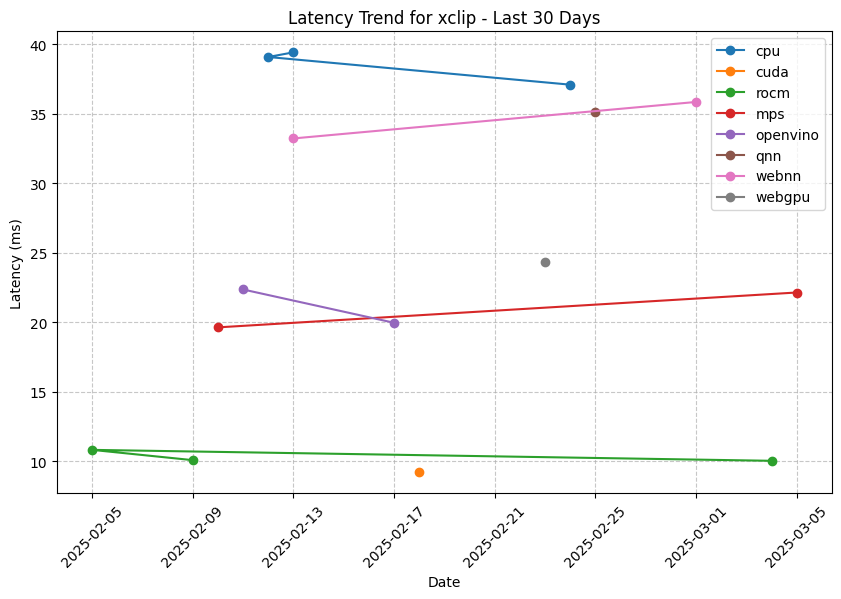 Latency Trend for xclip - Last 30 Days
40
35
30
25
20
15
10
Latency (ms)
cpu
cuda
rocm
mps
openvino
qnn
webnn
webgpu
2025-02-05
2025-02-09
2025-02-13
2025-02-17
2025-02-21
2025-02-25
2025-03-01
2025-03-05
Date